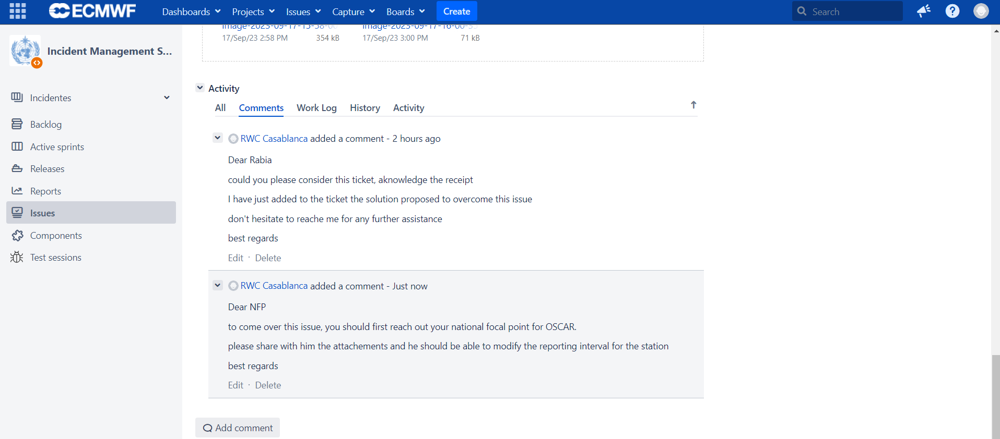 ECMWF Dashboards Projects Issues Capture Boards Create Search
image-2023-09-17-15-58-00 image-2023-09-17-16-00-35
17/Sep/23 2:58 PM 354 kB 17/Sep/23 3:00 PM 71 kB
Incident Management S...
Incidentes
Backlog
Active sprints
Releases
Reports
Issues
Components
Test sessions
Activity
All Comments Work Log History Activity
RWC Casablanca added a comment - 2 hours ago
Dear Rabia
could you please consider this ticket, aknowledge the receipt
I have just added to the ticket the solution proposed to overcome this issue
don't hesitate to reache me for any further assistance
best regards
Edit · Delete
RWC Casablanca added a comment - Just now
Dear NFP
to come over this issue, you should first reach out your national focal point for OSCAR.
please share with him the attachements and he should be able to modify the reporting interval for the station
best regards
Edit · Delete
Add comment